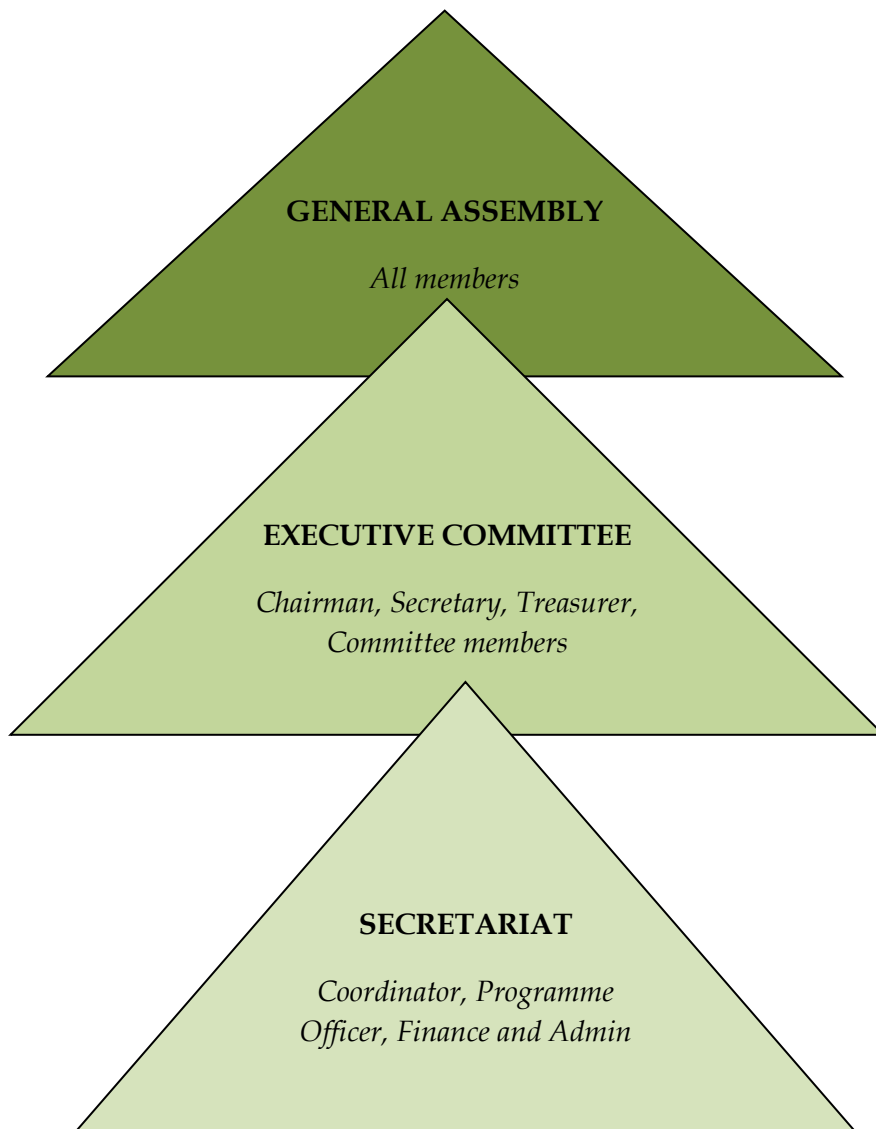 GENERAL ASSEMBLY
All members
EXECUTIVE COMMITTEE
Chairman, Secretary, Treasurer,
Committee members
SECRETARIAT
Coordinator, Programme
Officer, Finance and Admin